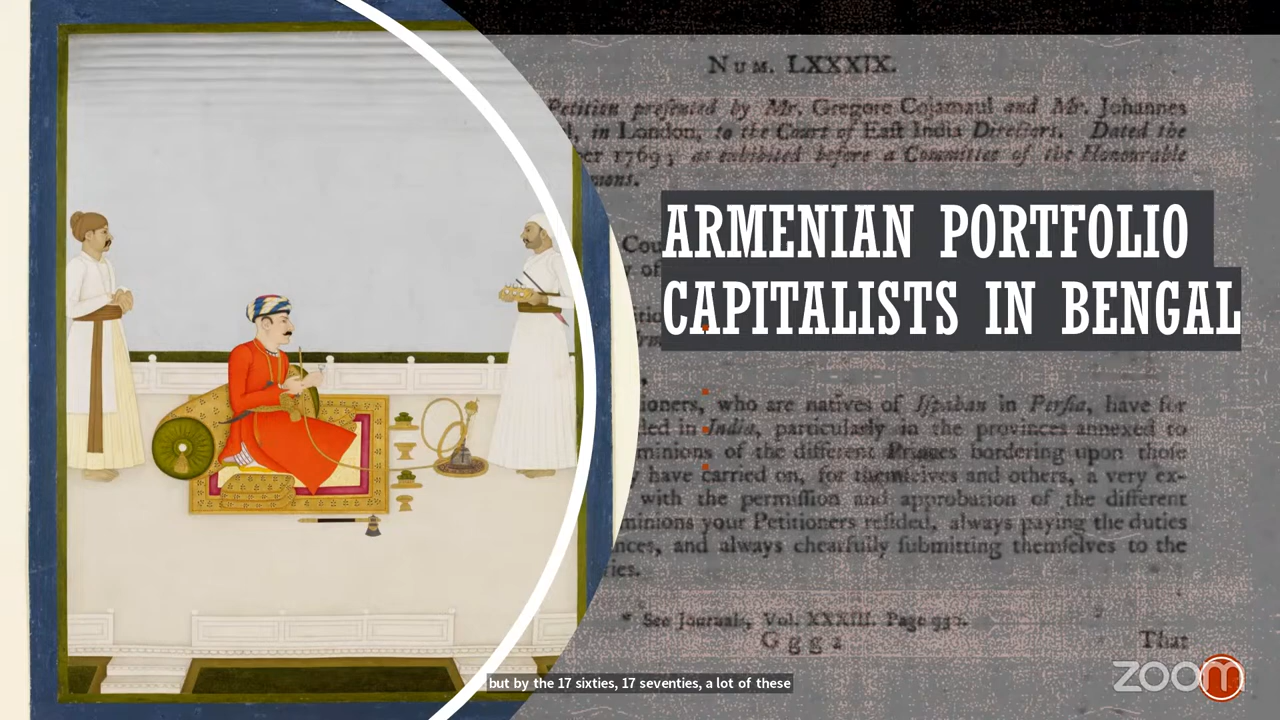 NUM. LXXXIX.
Petition presented by Mr. Gregore Cojamaul and Mr. Johannes
in London, to the Court of East India Directors. Dated the
1769; as exhibited before a Committee of the Honourable
ARMENIAN PORTFOLIO
CAPITALISTS IN BENGAL
who are natives of Ispahan in Persia, have for
in India, particularly in the provinces annexed to
of the different Princes bordering upon those
have carried on, for themselves and others, a very ex-
with the permission and approbation of the different
your Petitioners resided, always paying the duties
and always chearfully submitting themselves to the
* See Journals, Vol. XXXIII. Page
G g g 2
That
but by the 17 sixties, 17 seventies, a lot of these
zoom